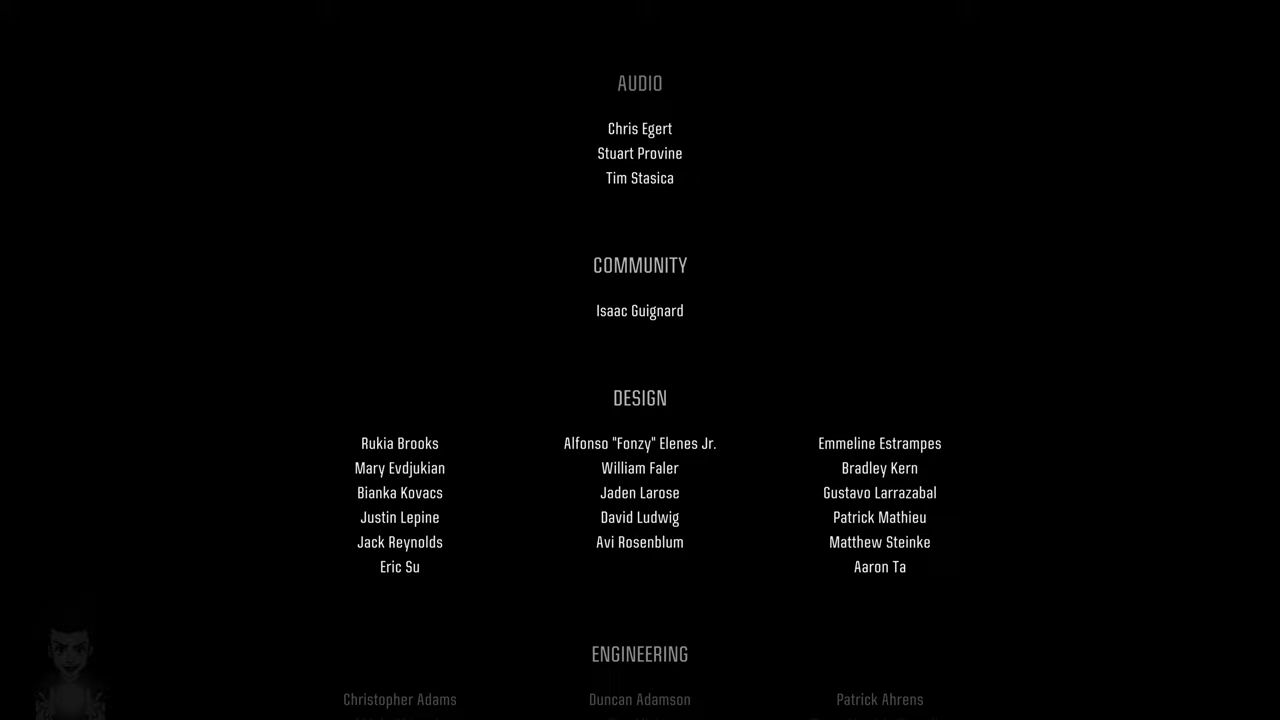 AUDIO
Chris Egert
Stuart Provine
Tim Stasica
COMMUNITY
Isaac Guignard
DESIGN
Rukia Brooks Alfonso "Fonzy" Elenes Jr. Emmeline Estrampes
Mary Evdjukian William Faler Bradley Kern
Bianka Kovacs Jaden Larose Gustavo Larrazabal
Justin Lepine David Ludwig Patrick Mathieu
Jack Reynolds Avi Rosenblum Matthew Steinke
Eric Su Aaron Ta
ENGINEERING
Christopher Adams Duncan Adamson Patrick Ahrens